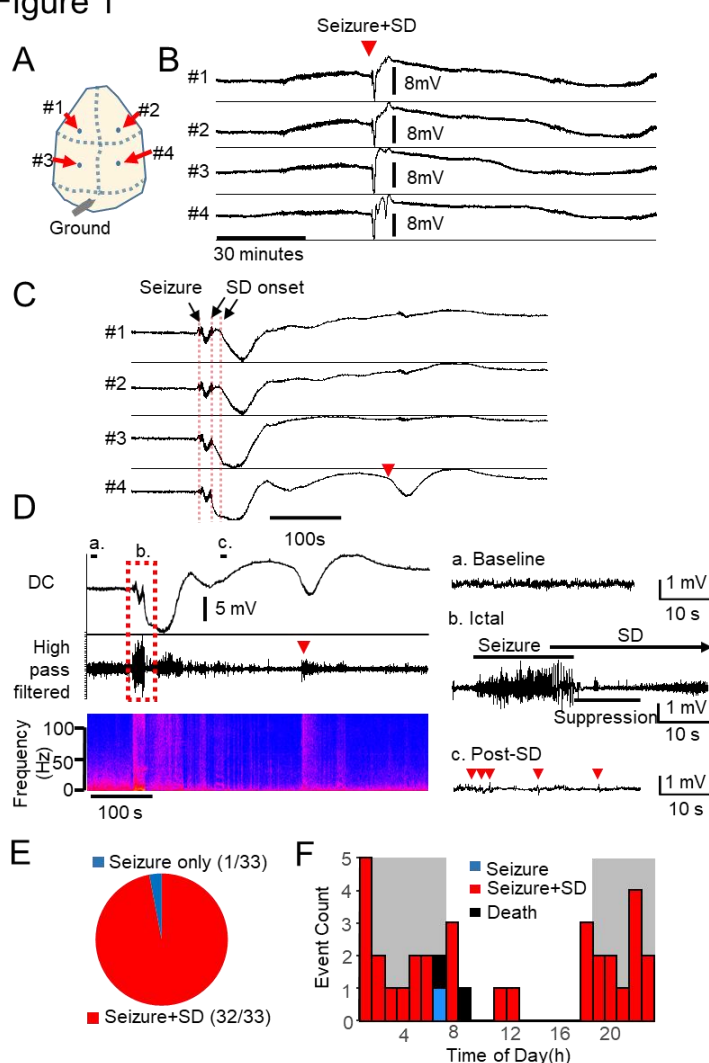 Figure 1
Seizure+SD
A
B
#1
#2
#3
#4
Ground
#1
8mV
#2
8mV
#3
8mV
#4
8mV
30 minutes
C
Seizure
SD onset
#1
#2
#3
#4
100s
D
a.
b.
c.
DC
5 mV
High
pass
filtered
Frequency
(Hz)
100
50
0
100 s
a. Baseline
1 mV
10 s
b. Ictal
Seizure
SD
Suppression
1 mV
10 s
c. Post-SD
1 mV
10 s
E
Seizure only (1/33)
Seizure+SD (32/33)
F
Event Count
5
4
3
2
1
0
Seizure
Seizure+SD
Death
4
8
12
16
20
Time of Day(h)